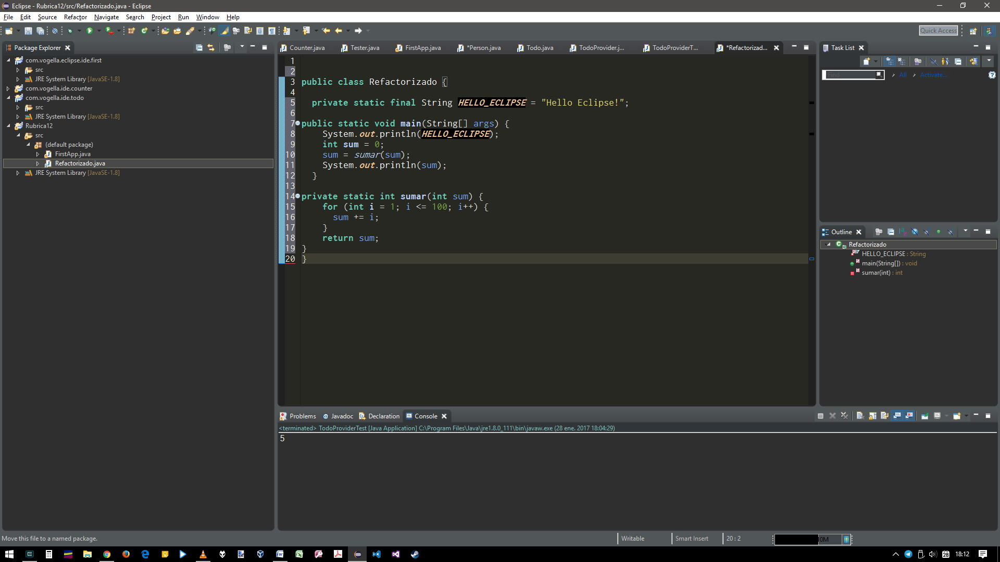 Eclipse - Rubrica12/src/Refactorizado.java - Eclipse
File Edit Source Refactor Navigate Search Project Run Window Help
Quick Access
Package Explorer
com.vogella.eclipse.ide.first
src
JRE System Library [JavaSE-1.8]
com.vogella.ide.counter
com.vogella.ide.todo
src
JRE System Library [JavaSE-1.8]
Rubrica12
src
(default package)
FirstApp.java
Refactorizado.java
JRE System Library [JavaSE-1.8]
Counter.java Tester.java FirstApp.java *Person.java Todo.java TodoProvider.j... TodoProviderT... *Refactorizad...
1
2
3 public class Refactorizado {
4
5 private static final String HELLO_ECLIPSE = "Hello Eclipse!";
6
7 public static void main(String[] args) {
8 System.out.println(HELLO_ECLIPSE);
9 int sum = 0;
10 sum = sumar(sum);
11 System.out.println(sum);
12 }
13
14 private static int sumar(int sum) {
15 for (int i = 1; i <= 100; i++) {
16 sum += i;
17 }
18 return sum;
19 }
20 }
Task List
Find All Activate...
Outline
Refactorizado
HELLO_ECLIPSE : String
main(String[]) : void
sumar(int) : int
Problems Javadoc Declaration Console
<terminated> TodoProviderTest [Java Application] C:\Program Files\Java\jre1.8.0_111\bin\javaw.exe (28 ene. 2017 18:04:29)
5
Move this file to a named package.
Writable Smart Insert 20 : 2
28 18:12